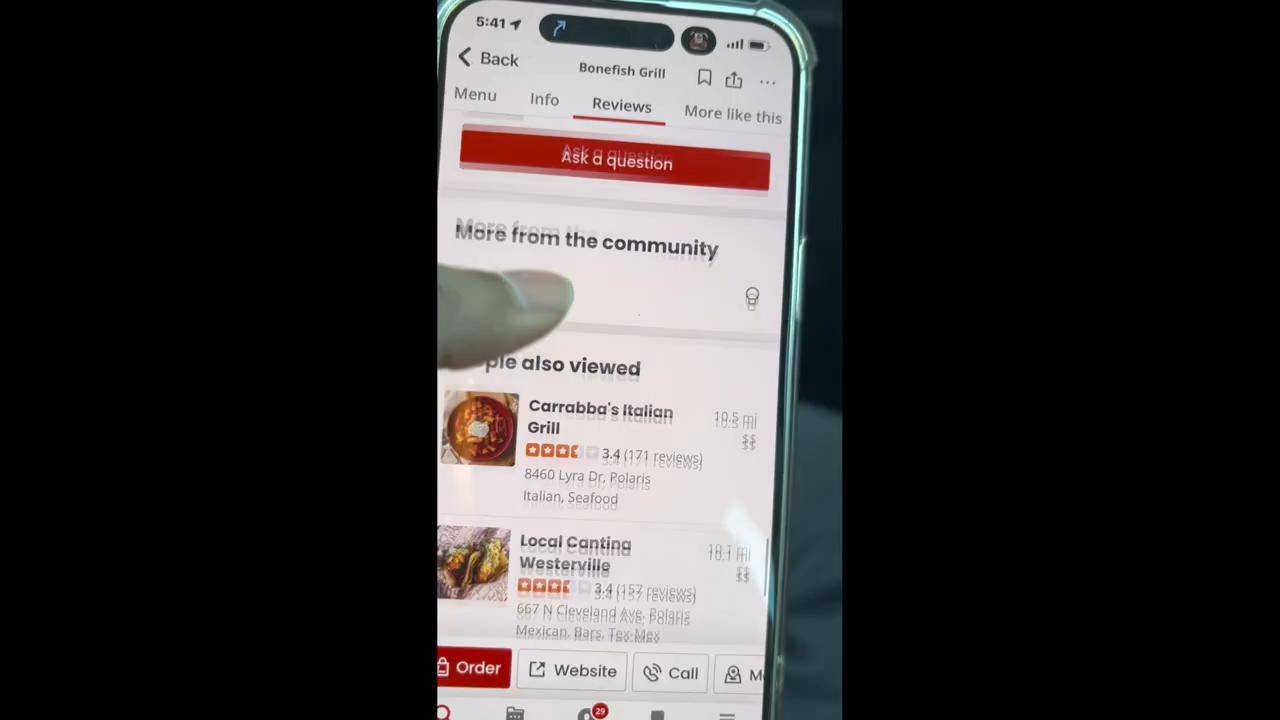 5:41
Back
Bonefish Grill
Menu
Info
Reviews
More like this
Ask a question
More from the community
ple also viewed
Carrabba's Italian
Grill
10.5 mi
$$
3.4 (171 reviews)
8460 Lyra Dr, Polaris
Italian, Seafood
Local Cantina
Westerville
10.1 mi
$$
3.4 (157 reviews)
667 N Cleveland Ave, Polaris
Mexican, Bars, Tex-Mex
Order
Website
Call
M
29